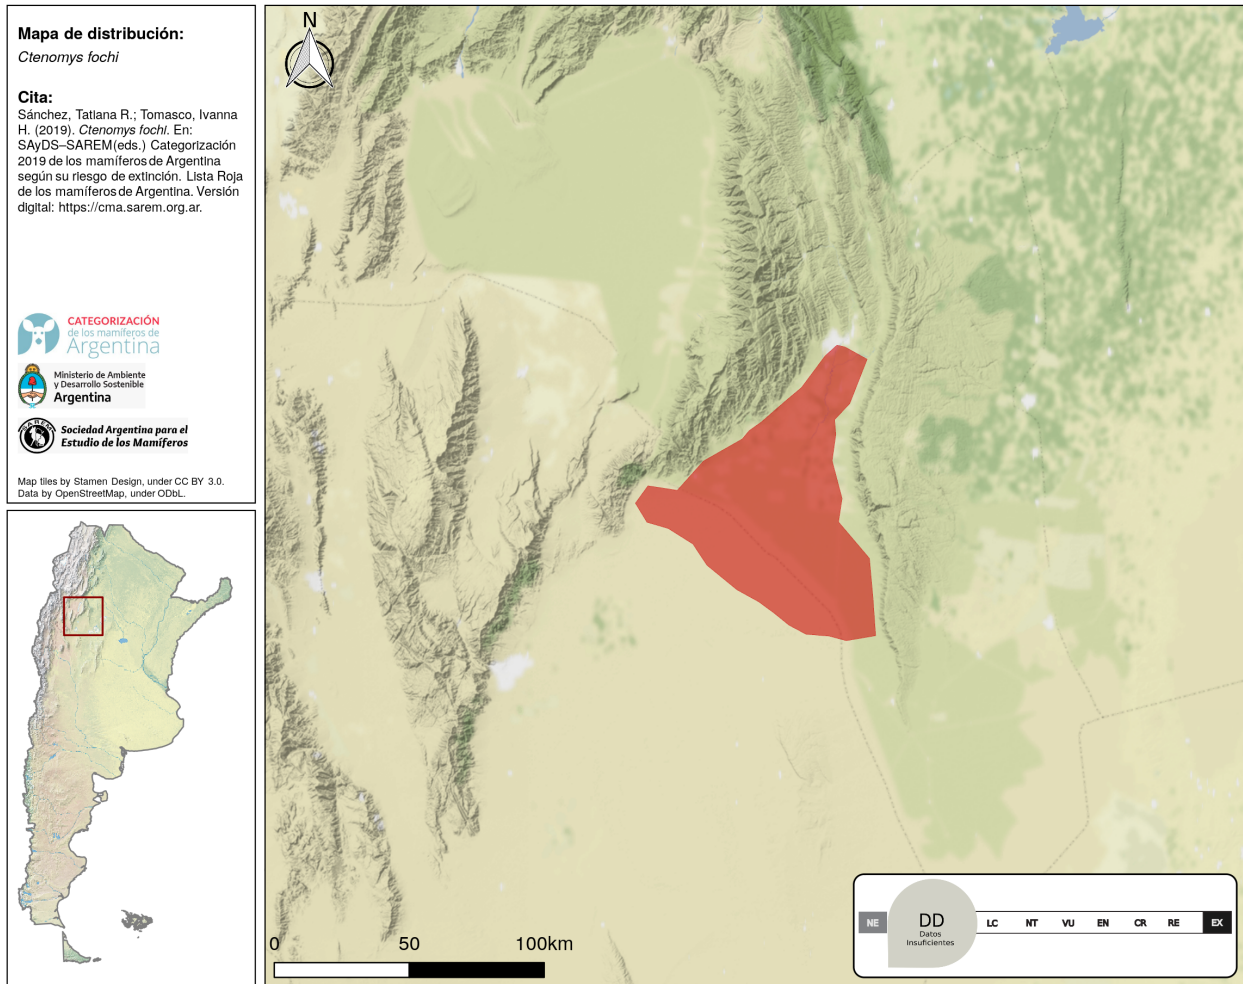 Mapa de distribución:
Ctenomys fochi
Cita:
Sánchez, Tatiana R.; Tomasco, Ivanna
H. (2019). Ctenomys fochi. En:
SAyDS–SAREM(eds.) Categorización
2019 de los mamíferos de Argentina
según su riesgo de extinción. Lista Roja
de los mamíferos de Argentina. Versión
digital: https://cma.sarem.org.ar.
CATEGORIZACIÓN
de los mamíferos de
Argentina
Ministerio de Ambiente
y Desarrollo Sostenible
Argentina
SAREM
Sociedad Argentina para el
Estudio de los Mamíferos
Map tiles by Stamen Design, under CC BY 3.0.
Data by OpenStreetMap, under ODbL.
N
0 50 100km
NE DD LC NT VU EN CR RE EX
Datos
Insuficientes